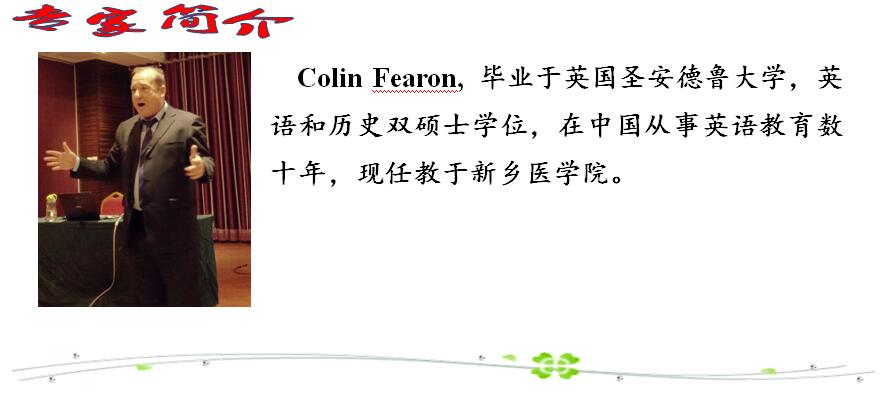 专家简介
Colin Fearon, 毕业于英国圣安德鲁大学，英
语和历史双硕士学位，在中国从事英语教育数
十年，现任教于新乡医学院。